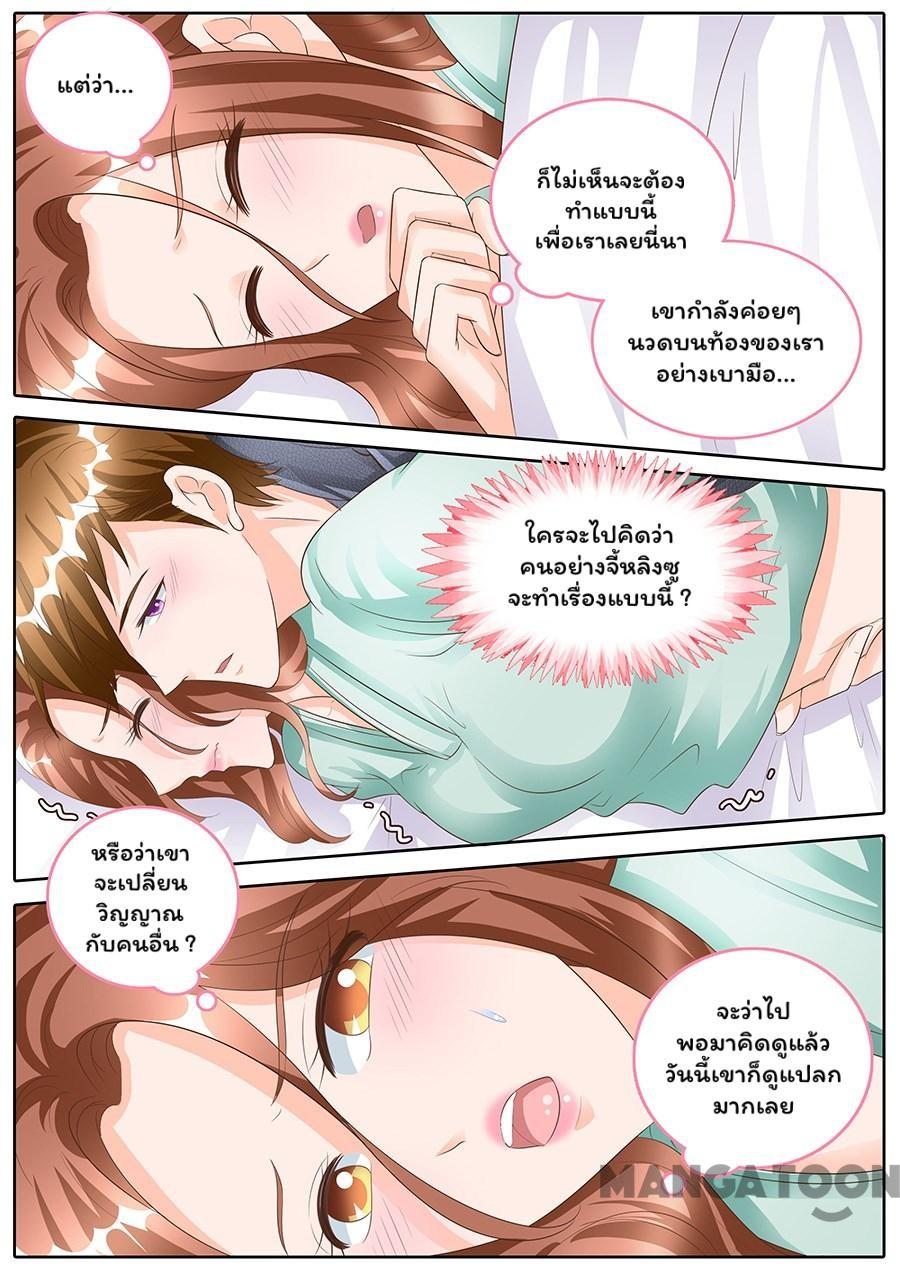 แต่ว่า...
ก็ไม่เห็นจะต้อง
ทำแบบนี้
เพื่อเราเลยนี่นา
เขากำลังค่อยๆ
นวดบนท้องของเรา
อย่างเบามือ...
ใครจะไปคิดว่า
คนอย่างจี้หลิงซู
จะทำเรื่องแบบนี้ ?
หรือว่าเขา
จะเปลี่ยน
วิญญาณ
กับคนอื่น ?
จะว่าไป
พอมาคิดดูแล้ว
วันนี้เขาก็ดูแปลก
มากเลย
MANGATOON